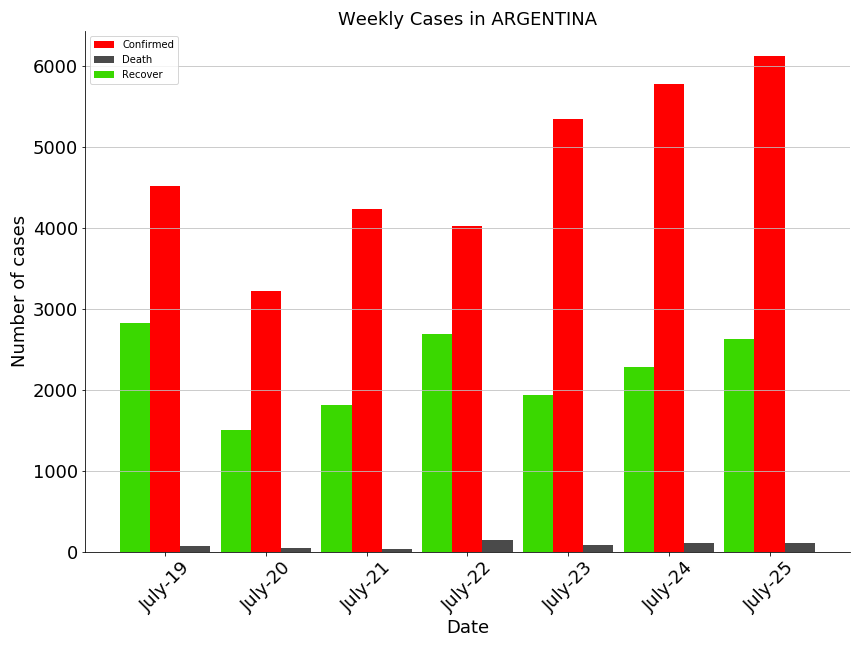 Weekly Cases in ARGENTINA
Confirmed
Death
Recover
6000
5000
4000
3000
2000
1000
0
Number of cases
July-19
July-20
July-21
July-22
July-23
July-24
July-25
Date